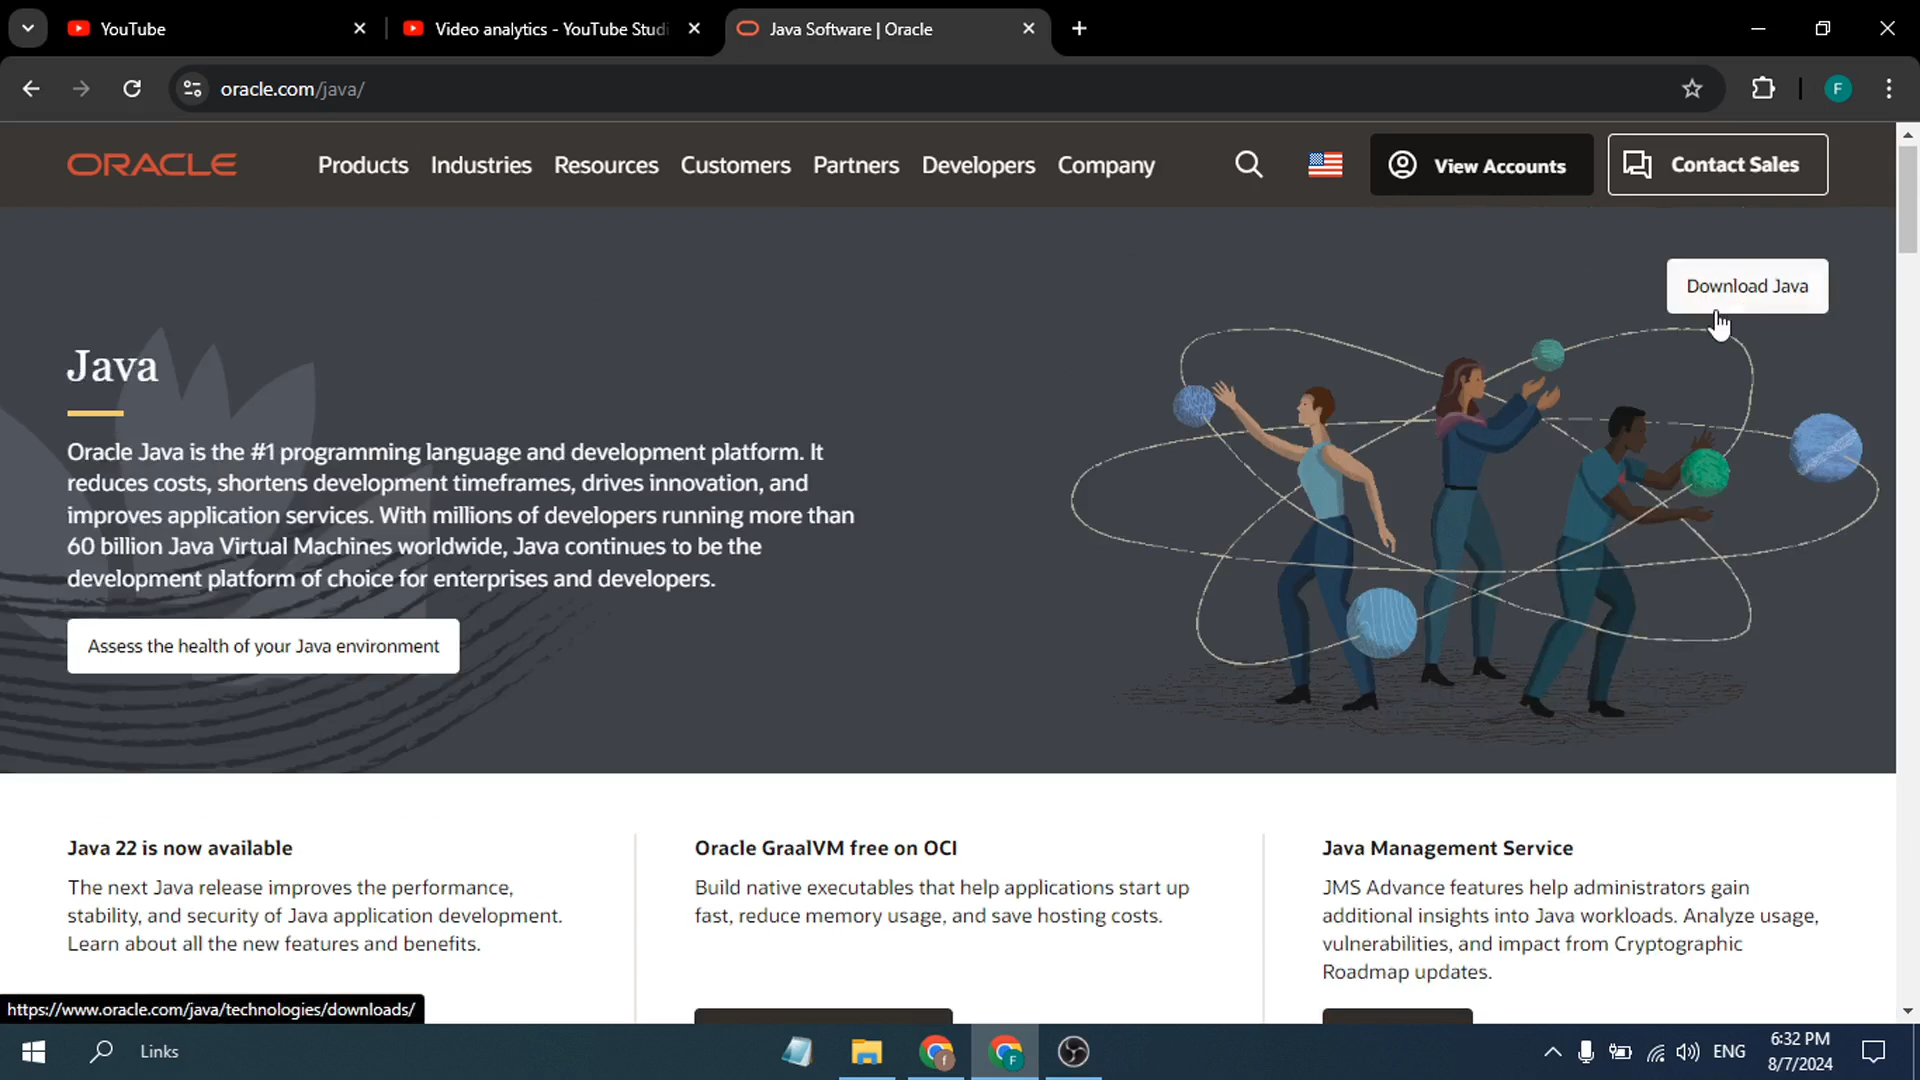 YouTube
Video analytics - YouTube Studi
Java Software | Oracle
oracle.com/java/
F
ORACLE
Products
Industries
Resources
Customers
Partners
Developers
Company
View Accounts
Contact Sales
Download Java
Java
Oracle Java is the #1 programming language and development platform. It
reduces costs, shortens development timeframes, drives innovation, and
improves application services. With millions of developers running more than
60 billion Java Virtual Machines worldwide, Java continues to be the
development platform of choice for enterprises and developers.
Assess the health of your Java environment
Java 22 is now available
The next Java release improves the performance,
stability, and security of Java application development.
Learn about all the new features and benefits.
Oracle GraalVM free on OCI
Build native executables that help applications start up
fast, reduce memory usage, and save hosting costs.
Java Management Service
JMS Advance features help administrators gain
additional insights into Java workloads. Analyze usage,
vulnerabilities, and impact from Cryptographic
Roadmap updates.
https://www.oracle.com/java/technologies/downloads/
Links
f
F
ENG
6:32 PM
8/7/2024